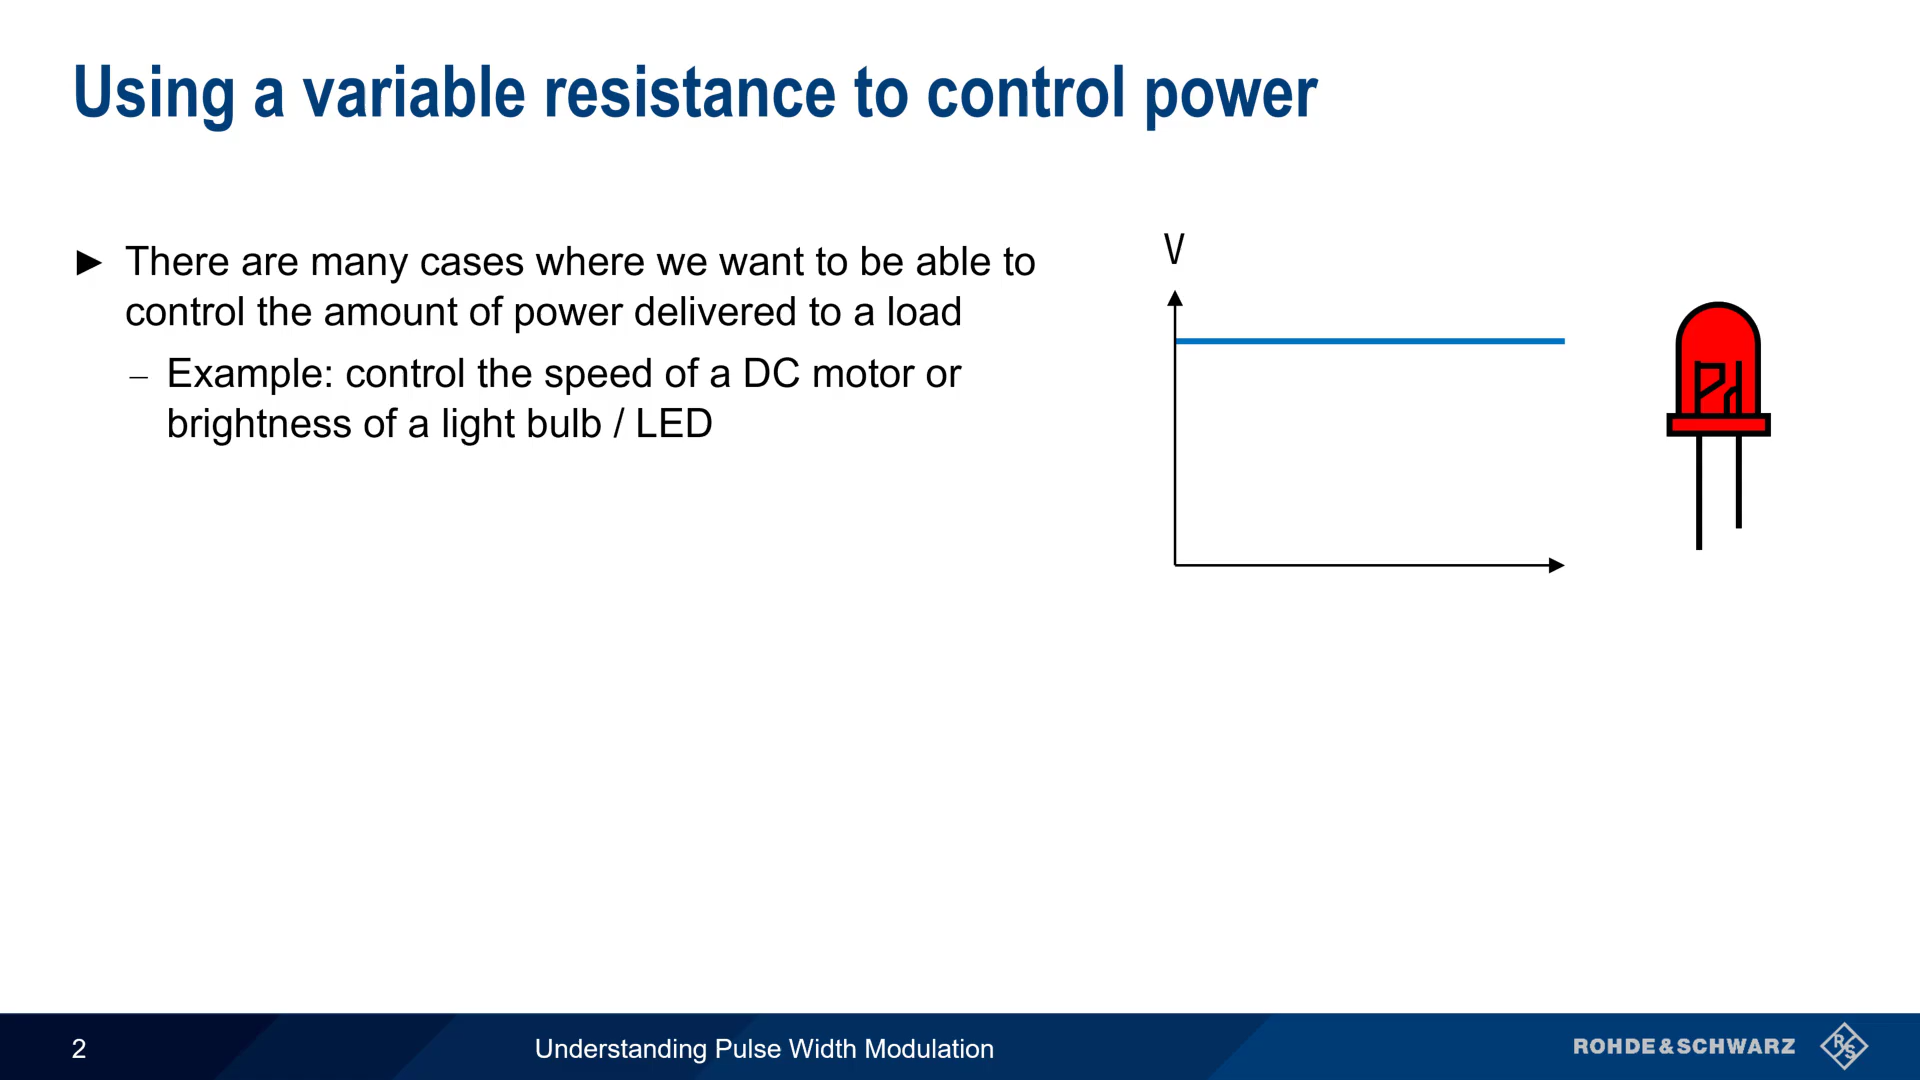 Using a variable resistance to control power
► There are many cases where we want to be able to
control the amount of power delivered to a load
– Example: control the speed of a DC motor or
brightness of a light bulb / LED
V
2
Understanding Pulse Width Modulation
ROHDE&SCHWARZ
R&S